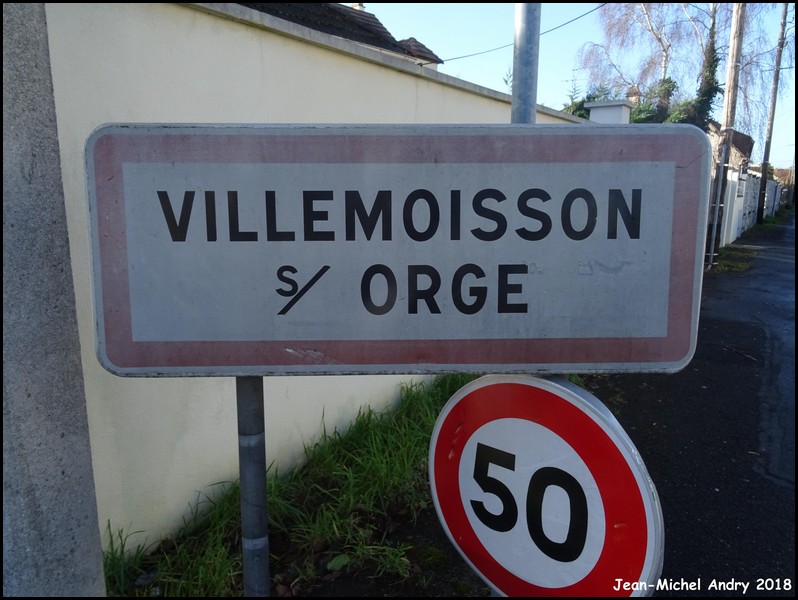 VILLEMOISSON
S/ ORGE
50
Jean-Michel Andry 2018